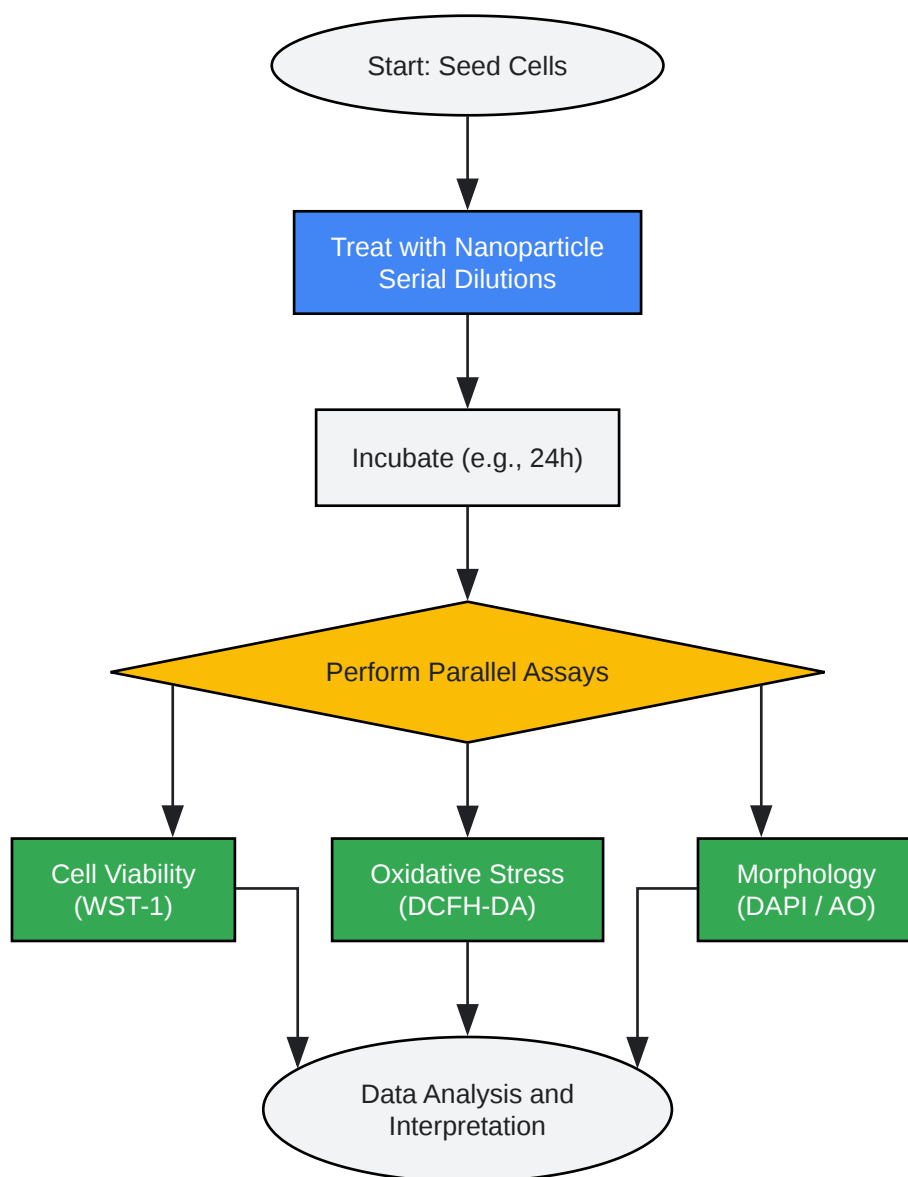 Start: Seed Cells
Treat with Nanoparticle
Serial Dilutions
Incubate (e.g., 24h)
Perform Parallel Assays
Cell Viability
(WST-1)
Oxidative Stress
(DCFH-DA)
Morphology
(DAPI / AO)
Data Analysis and
Interpretation